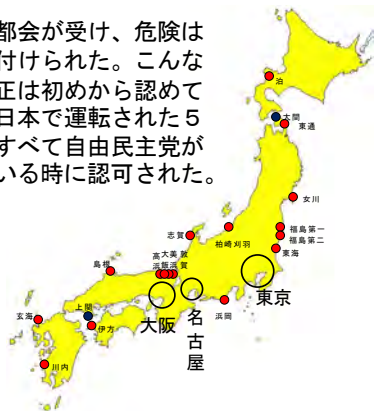 都会が受け、危険は
付けられた。こんな
正は初めから認めて
日本で運転された５
すべて自由民主党が
いる時に認可された。
泊
大間
東通
女川
志賀
柏崎刈羽
福島第一
福島第二
東海
高大美敦
浜飯浜賀
島根
東京
上関
玄海
伊方
大阪
名古屋
浜岡
川内